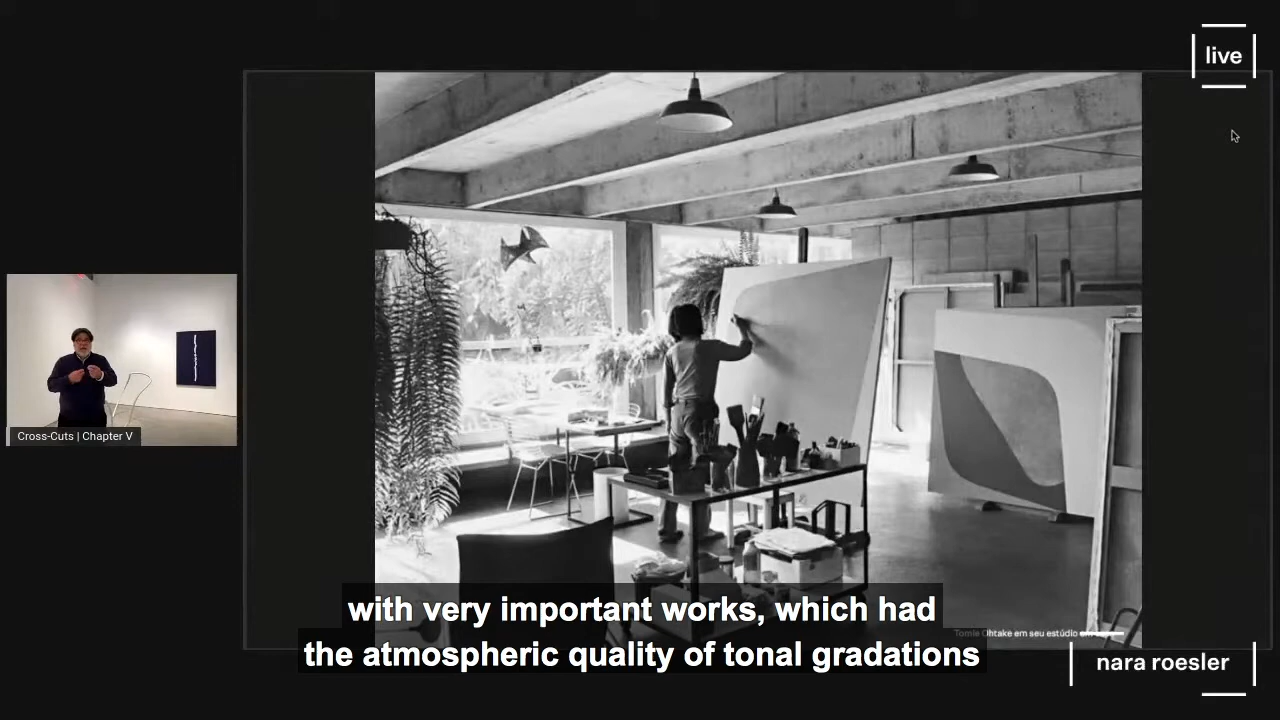 live
Cross-Cuts | Chapter V
with very important works, which had
the atmospheric quality of tonal gradations
Tomie Ohtake em seu estúdio em
nara roesler